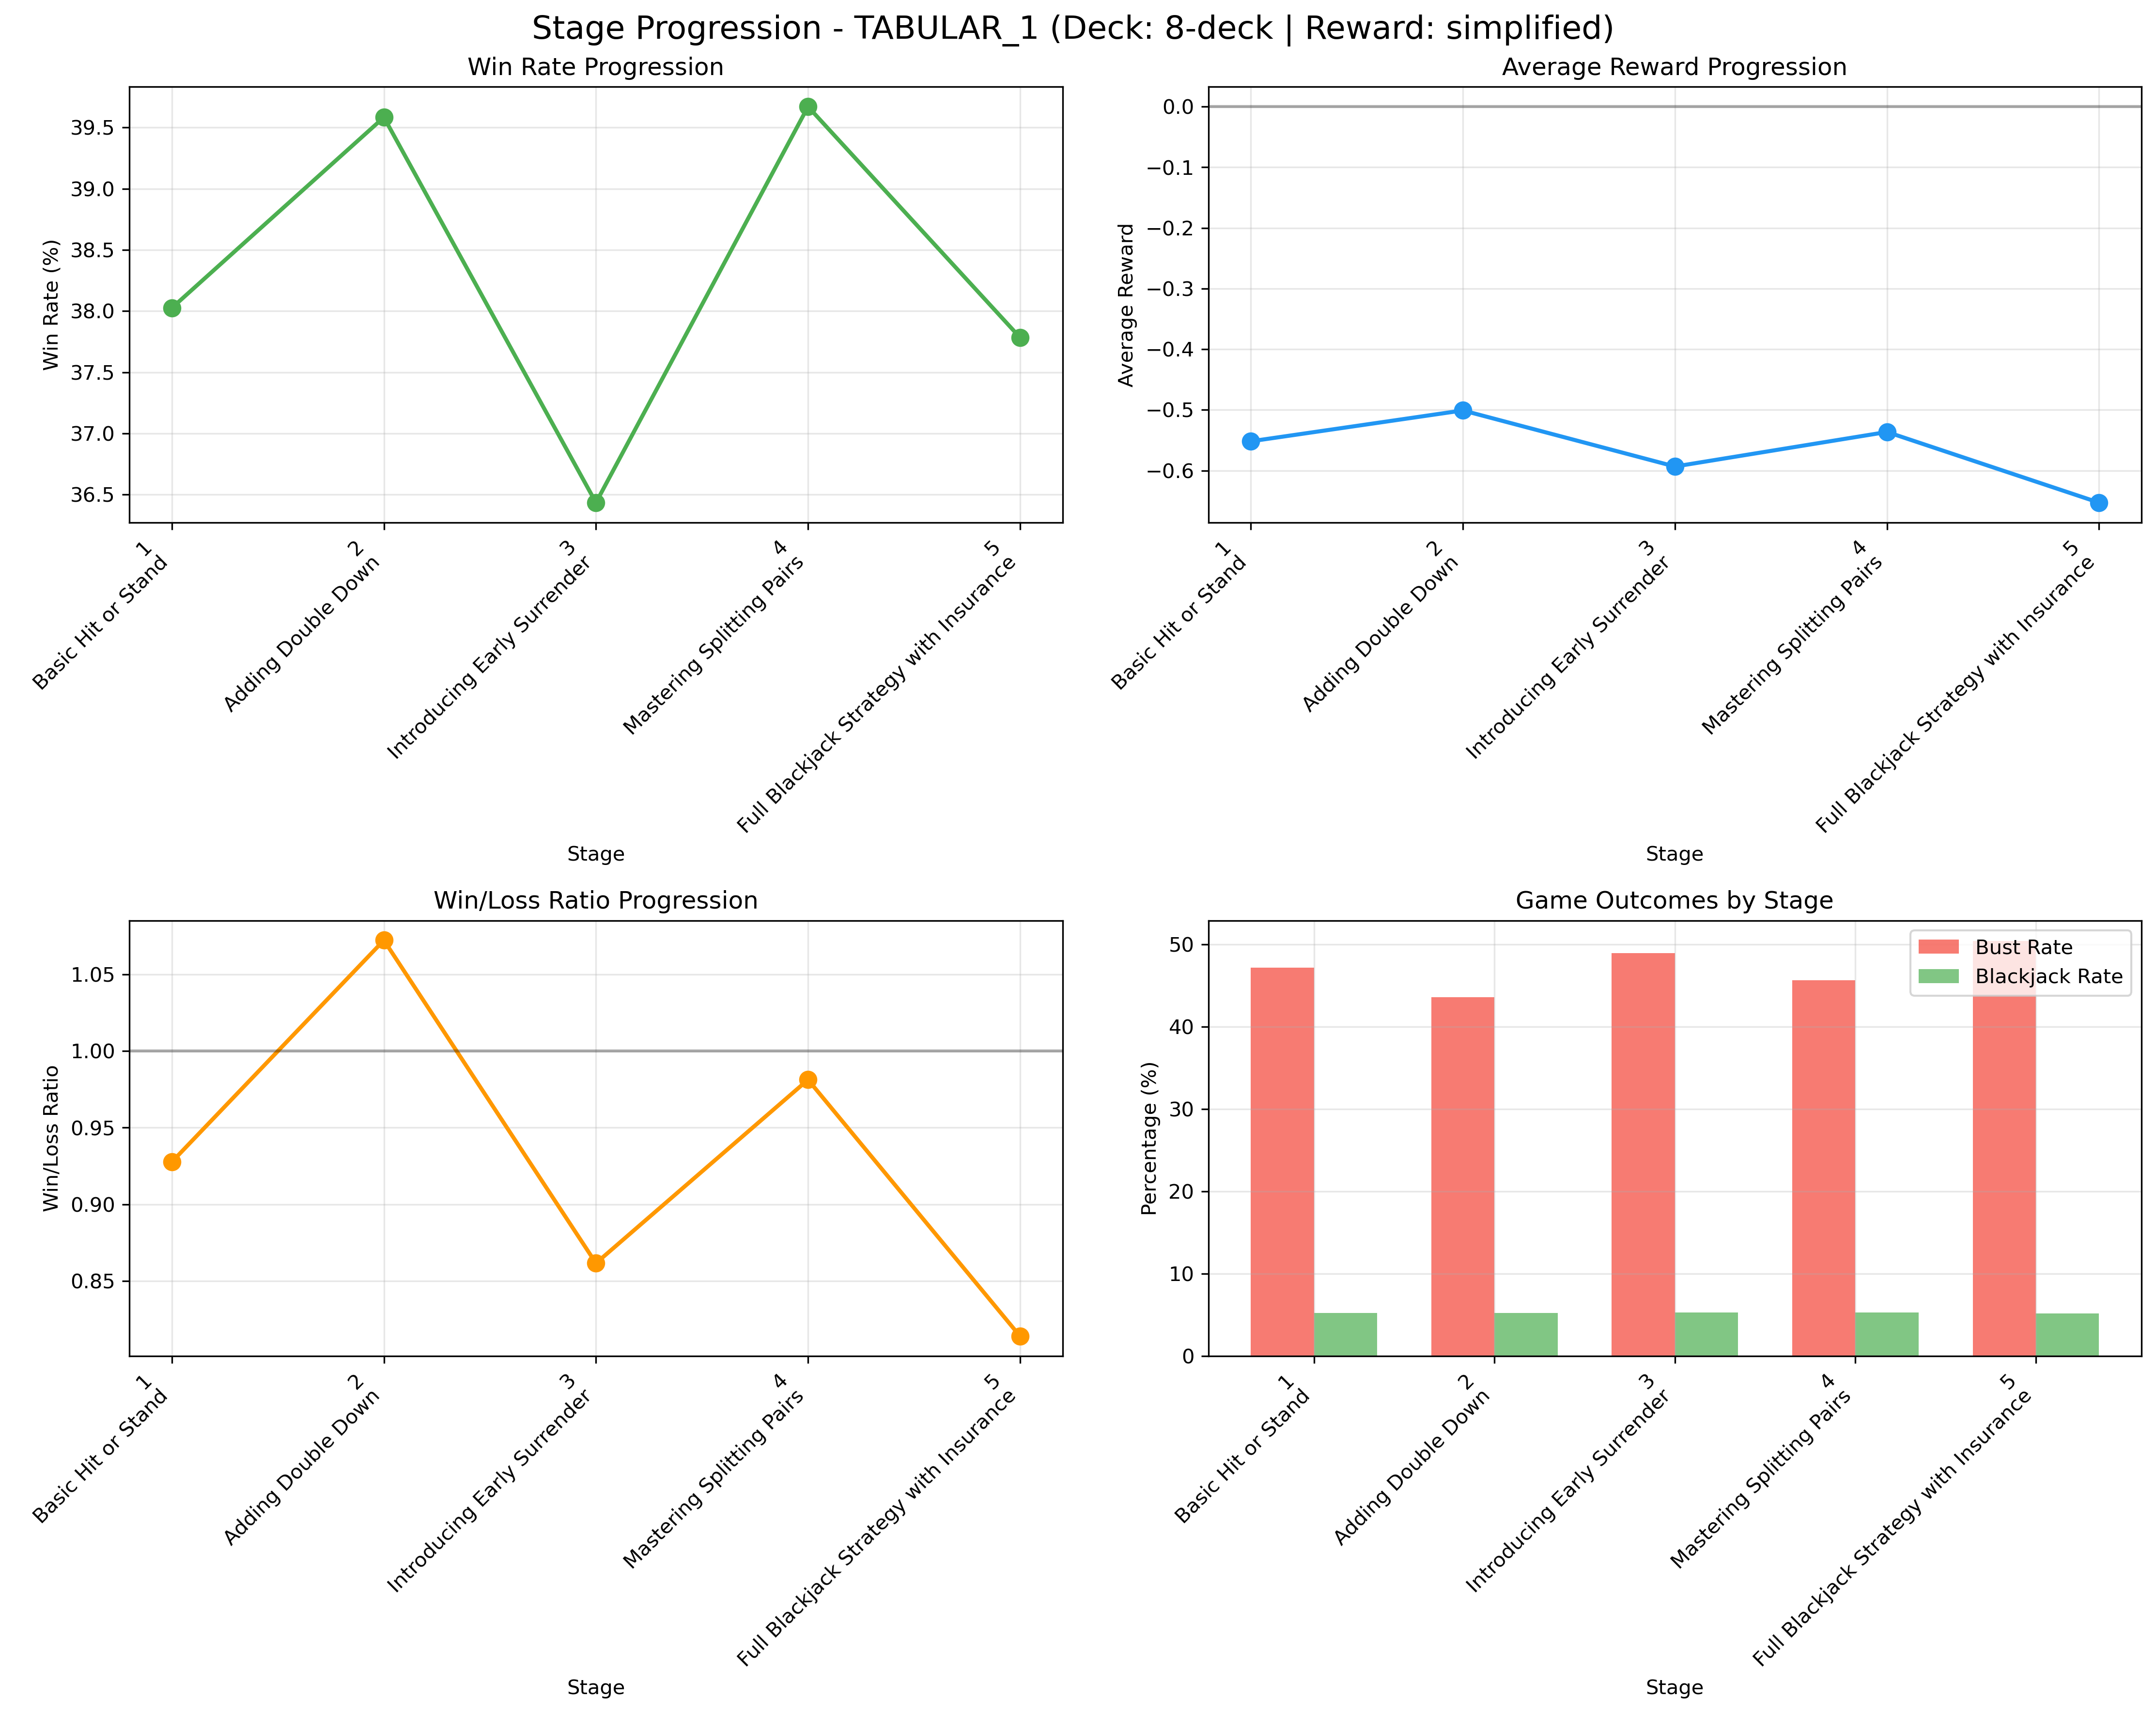 Stage Progression - TABULAR_1 (Deck: 8-deck | Reward: simplified)
Win Rate Progression
Win Rate (%)
39.5
39.0
38.5
38.0
37.5
37.0
36.5
1
Basic Hit or Stand
2
Adding Double Down
3
Introducing Early Surrender
4
Mastering Splitting Pairs
5
Full Blackjack Strategy with Insurance
Stage
Average Reward Progression
Average Reward
0.0
−0.1
−0.2
−0.3
−0.4
−0.5
−0.6
1
Basic Hit or Stand
2
Adding Double Down
3
Introducing Early Surrender
4
Mastering Splitting Pairs
5
Full Blackjack Strategy with Insurance
Stage
Win/Loss Ratio Progression
Win/Loss Ratio
1.05
1.00
0.95
0.90
0.85
1
Basic Hit or Stand
2
Adding Double Down
3
Introducing Early Surrender
4
Mastering Splitting Pairs
5
Full Blackjack Strategy with Insurance
Stage
Game Outcomes by Stage
Percentage (%)
50
40
30
20
10
0
Bust Rate
Blackjack Rate
1
Basic Hit or Stand
2
Adding Double Down
3
Introducing Early Surrender
4
Mastering Splitting Pairs
5
Full Blackjack Strategy with Insurance
Stage